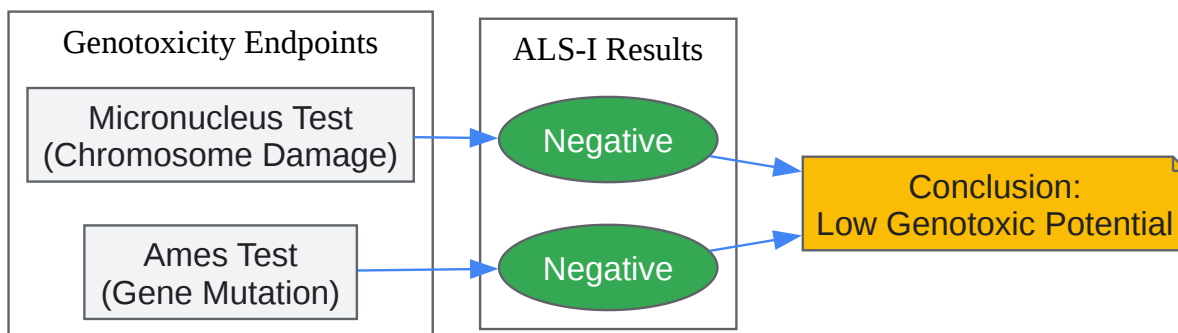 Genotoxicity Endpoints
Micronucleus Test
(Chromosome Damage)
Ames Test
(Gene Mutation)
ALS-I Results
Negative
Negative
Conclusion:
Low Genotoxic Potential